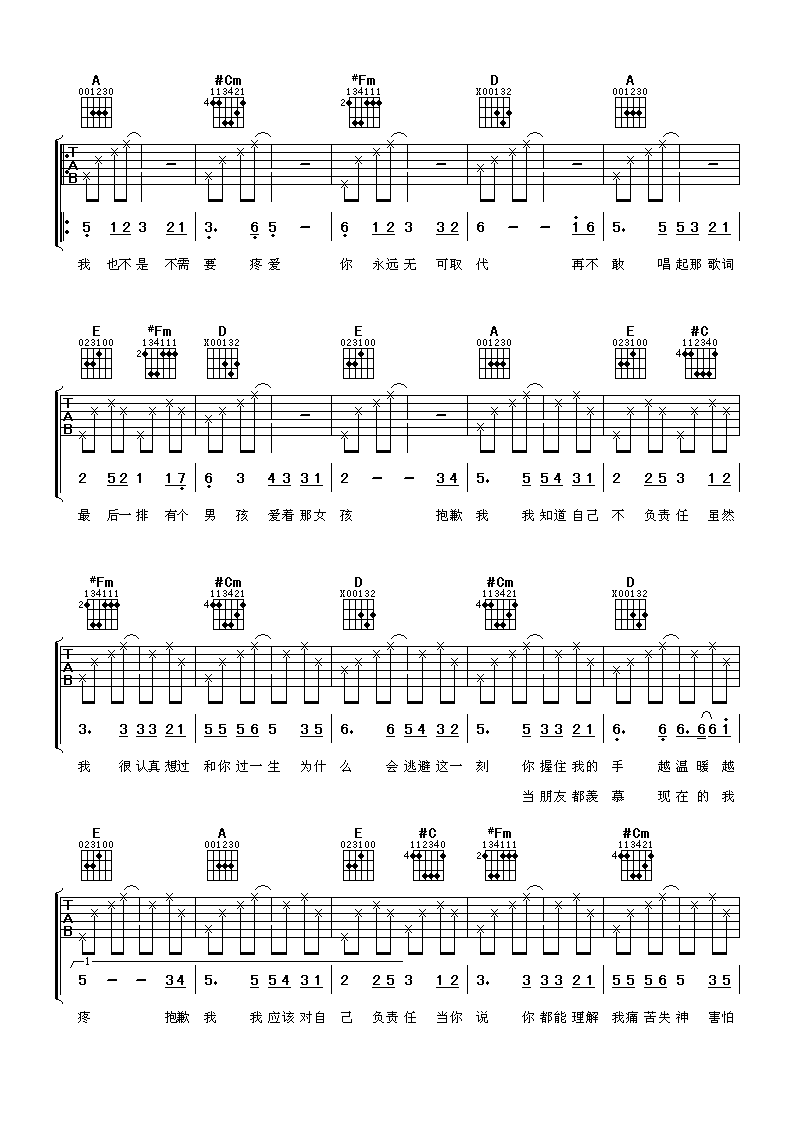 A #Cm #Fm D A
001230 113421 134111 X00132 001230
4 2
T A B
5 1 2 3 2 1 3. 6 5 - 6 1 2 3 3 2 6 - - 1 6 5. 5 5 3 2 1
我 也不是 不需 要 疼爱 你 永远无 可取 代 再不 敢 唱起那 歌词
E #Fm D E A E #C
023100 134111 X00132 023100 001230 023100 112340
2 4
T A B
2 5 2 1 1 7 6 3 4 3 3 1 2 - - 3 4 5. 5 5 4 3 1 2 2 5 3 1 2
最 后一排 有个 男 孩 爱着那女 孩 抱歉 我 我知道自己 不 负责任 虽然
#Fm #Cm D #Cm D
134111 113421 X00132 113421 X00132
2 4 4
T A B
3. 3 3 3 2 1 5 5 5 6 5 3 5 6. 6 5 4 3 2 5. 5 3 3 2 1 6. 6 6. 6 6 1
我 很认真想过 和你过一生 为什 么 会逃避这一 刻 你握住我的 手 越温暖越
当朋友都羡 慕 现在的我
E A E #C #Fm #Cm
023100 001230 023100 112340 134111 113421
4 2 4
T A B
1
5 - - 3 4 5. 5 5 4 3 1 2 2 5 3 1 2 3. 3 3 3 2 1 5 5 5 6 5 3 5
疼 抱歉 我 我应该对自 己 负责任 当你 说 你都能理解 我痛苦失神 害怕